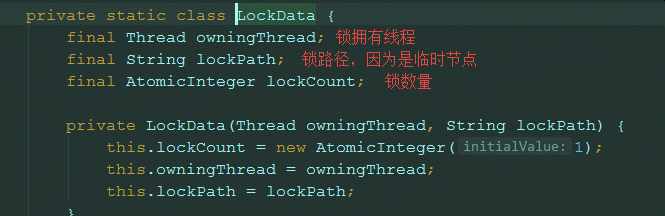 private static class LockData {
final Thread owningThread; 锁拥有线程
final String lockPath; 锁路径，因为是临时节点
final AtomicInteger lockCount; 锁数量
private LockData(Thread owningThread, String lockPath) {
this.lockCount = new AtomicInteger( initialValue: 1);
this.owningThread = owningThread;
this.lockPath = lockPath;
}